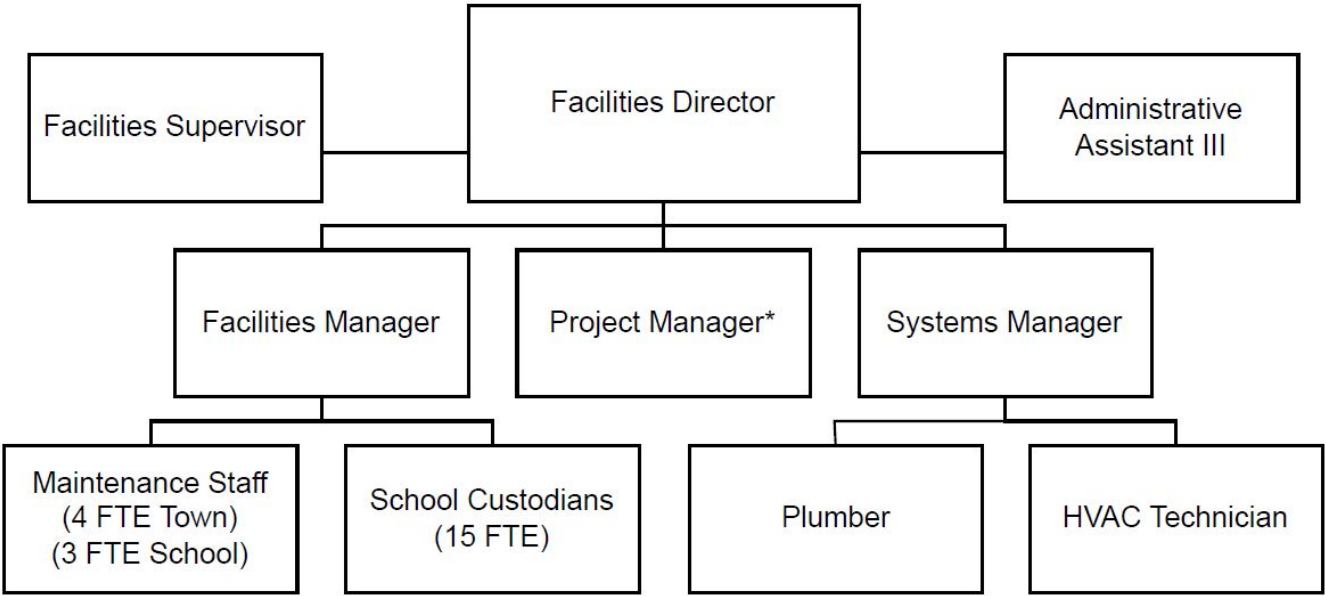 Facilities Director
Facilities Supervisor
Administrative
Assistant III
Facilities Manager
Project Manager*
Systems Manager
Maintenance Staff
(4 FTE Town)
(3 FTE School)
School Custodians
(15 FTE)
Plumber
HVAC Technician